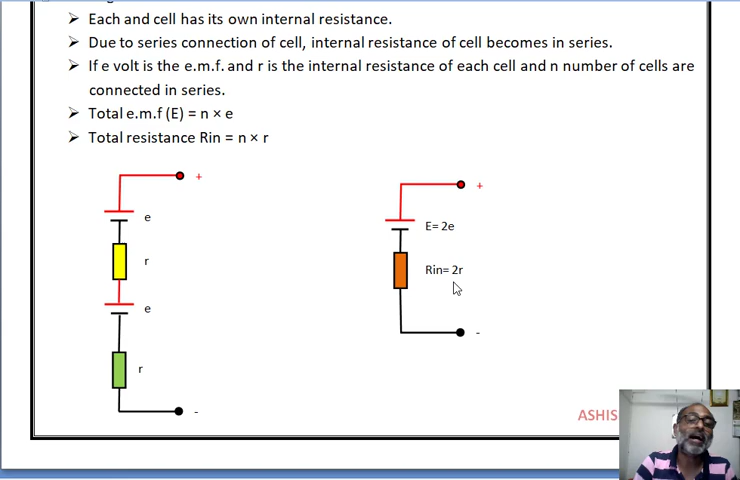 ➢ Each and cell has its own internal resistance.
➢ Due to series connection of cell, internal resistance of cell becomes in series.
➢ If e volt is the e.m.f. and r is the internal resistance of each cell and n number of cells are
connected in series.
➢ Total e.m.f (E) = n × e
➢ Total resistance Rin = n × r
+
e
r
e
r
-
+
E= 2e
Rin= 2r
-
ASHIS